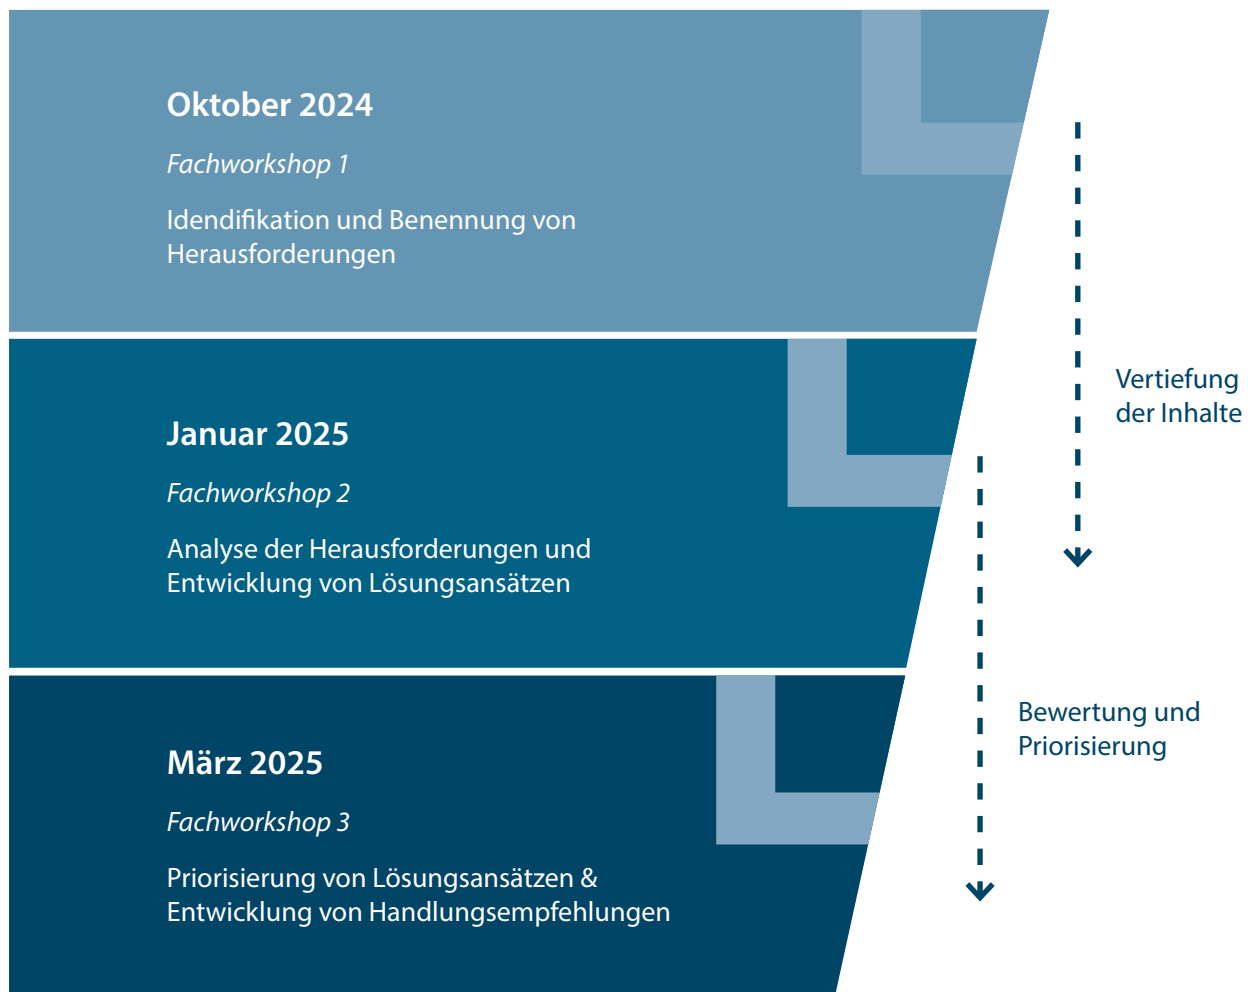 Oktober 2024
Fachworkshop 1
Idendifikation und Benennung von
Herausforderungen
Januar 2025
Fachworkshop 2
Analyse der Herausforderungen und
Entwicklung von Lösungsansätzen
März 2025
Fachworkshop 3
Priorisierung von Lösungsansätzen &
Entwicklung von Handlungsempfehlungen
Vertiefung
der Inhalte
Bewertung und
Priorisierung